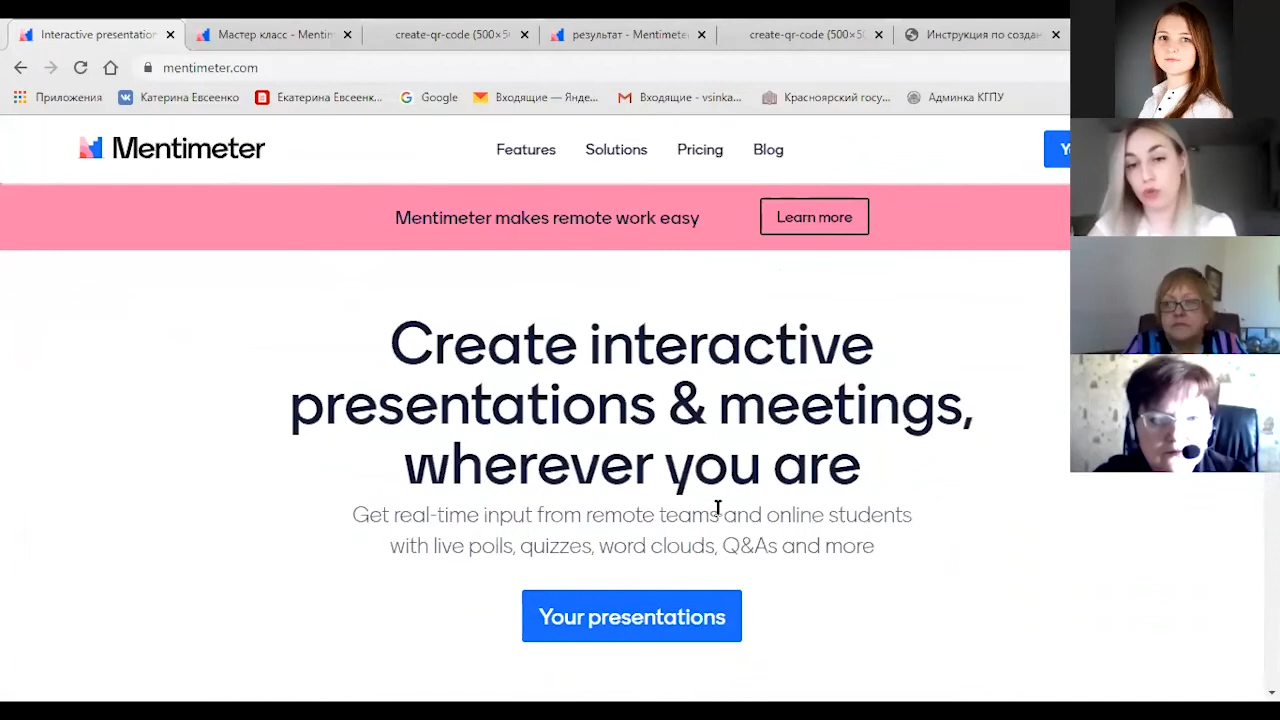 Interactive presentation
Мастер класс - Mentim
create-qr-code (500×5
результат - Mentimete
create-qr-code (500×5
Инструкция по создан
mentimeter.com
Приложения
Катерина Евсеенко
Екатерина Евсеенк...
Google
Входящие — Янде...
Входящие - vsinka...
Красноярский госу...
Админка КГПУ
Mentimeter
Features
Solutions
Pricing
Blog
Mentimeter makes remote work easy
Learn more
Create interactive
presentations & meetings,
wherever you are
Get real-time input from remote teams and online students
with live polls, quizzes, word clouds, Q&As and more
Your presentations